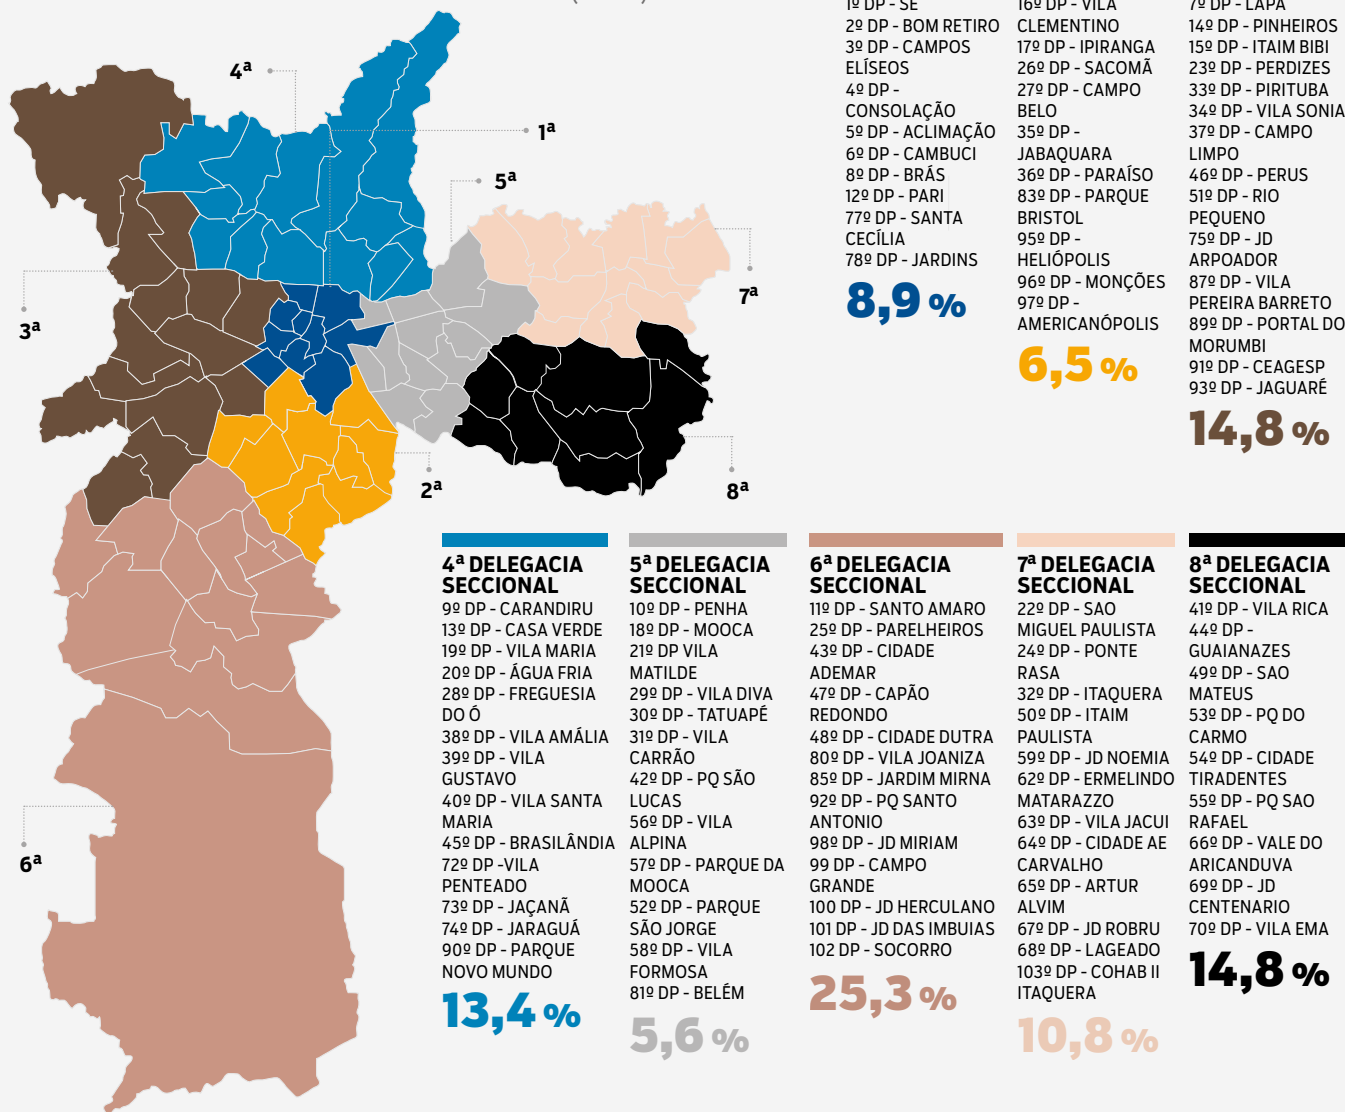 4ª
1ª
5ª
3ª
7ª
2ª
8ª
6ª
1º DP - SÉ
2º DP - BOM RETIRO
3º DP - CAMPOS
ELÍSEOS
4º DP -
CONSOLAÇÃO
5º DP - ACLIMAÇÃO
6º DP - CAMBUCI
8º DP - BRÁS
12º DP - PARI
77º DP - SANTA
CECÍLIA
78º DP - JARDINS
8,9 %
16º DP - VILA
CLEMENTINO
17º DP - IPIRANGA
26º DP - SACOMÃ
27º DP - CAMPO
BELO
35º DP -
JABAQUARA
36º DP - PARAÍSO
83º DP - PARQUE
BRISTOL
95º DP -
HELIÓPOLIS
96º DP - MONÇÕES
97º DP -
AMERICANÓPOLIS
6,5 %
7º DP - LAPA
14º DP - PINHEIROS
15º DP - ITAIM BIBI
23º DP - PERDIZES
33º DP - PIRITUBA
34º DP - VILA SONIA
37º DP - CAMPO
LIMPO
46º DP - PERUS
51º DP - RIO
PEQUENO
75º DP - JD
ARPOADOR
87º DP - VILA
PEREIRA BARRETO
89º DP - PORTAL DO
MORUMBI
91º DP - CEAGESP
93º DP - JAGUARÉ
14,8 %
4ª DELEGACIA
SECCIONAL
9º DP - CARANDIRU
13º DP - CASA VERDE
19º DP - VILA MARIA
20º DP - ÁGUA FRIA
28º DP - FREGUESIA
DO Ó
38º DP - VILA AMÁLIA
39º DP - VILA
GUSTAVO
40º DP - VILA SANTA
MARIA
45º DP - BRASILÂNDIA
72º DP -VILA
PENTEADO
73º DP - JAÇANÃ
74º DP - JARAGUÁ
90º DP - PARQUE
NOVO MUNDO
13,4 %
5ª DELEGACIA
SECCIONAL
10º DP - PENHA
18º DP - MOOCA
21º DP VILA
MATILDE
29º DP - VILA DIVA
30º DP - TATUAPÉ
31º DP - VILA
CARRÃO
42º DP - PQ SÃO
LUCAS
56º DP - VILA
ALPINA
57º DP - PARQUE DA
MOOCA
52º DP - PARQUE
SÃO JORGE
58º DP - VILA
FORMOSA
81º DP - BELÉM
5,6 %
6ª DELEGACIA
SECCIONAL
11º DP - SANTO AMARO
25º DP - PARELHEIROS
43º DP - CIDADE
ADEMAR
47º DP - CAPÃO
REDONDO
48º DP - CIDADE DUTRA
80º DP - VILA JOANIZA
85º DP - JARDIM MIRNA
92º DP - PQ SANTO
ANTONIO
98º DP - JD MIRIAM
99 DP - CAMPO
GRANDE
100 DP - JD HERCULANO
101 DP - JD DAS IMBUIAS
102 DP - SOCORRO
25,3 %
7ª DELEGACIA
SECCIONAL
22º DP - SAO
MIGUEL PAULISTA
24º DP - PONTE
RASA
32º DP - ITAQUERA
50º DP - ITAIM
PAULISTA
59º DP - JD NOEMIA
62º DP - ERMELINDO
MATARAZZO
63º DP - VILA JACUI
64º DP - CIDADE AE
CARVALHO
65º DP - ARTUR
ALVIM
67º DP - JD ROBRU
68º DP - LAGEADO
103º DP - COHAB II
ITAQUERA
10,8 %
8ª DELEGACIA
SECCIONAL
41º DP - VILA RICA
44º DP -
GUAIANAZES
49º DP - SAO
MATEUS
53º DP - PQ DO
CARMO
54º DP - CIDADE
TIRADENTES
55º DP - PQ SAO
RAFAEL
66º DP - VALE DO
ARICANDUVA
69º DP - JD
CENTENARIO
70º DP - VILA EMA
14,8 %